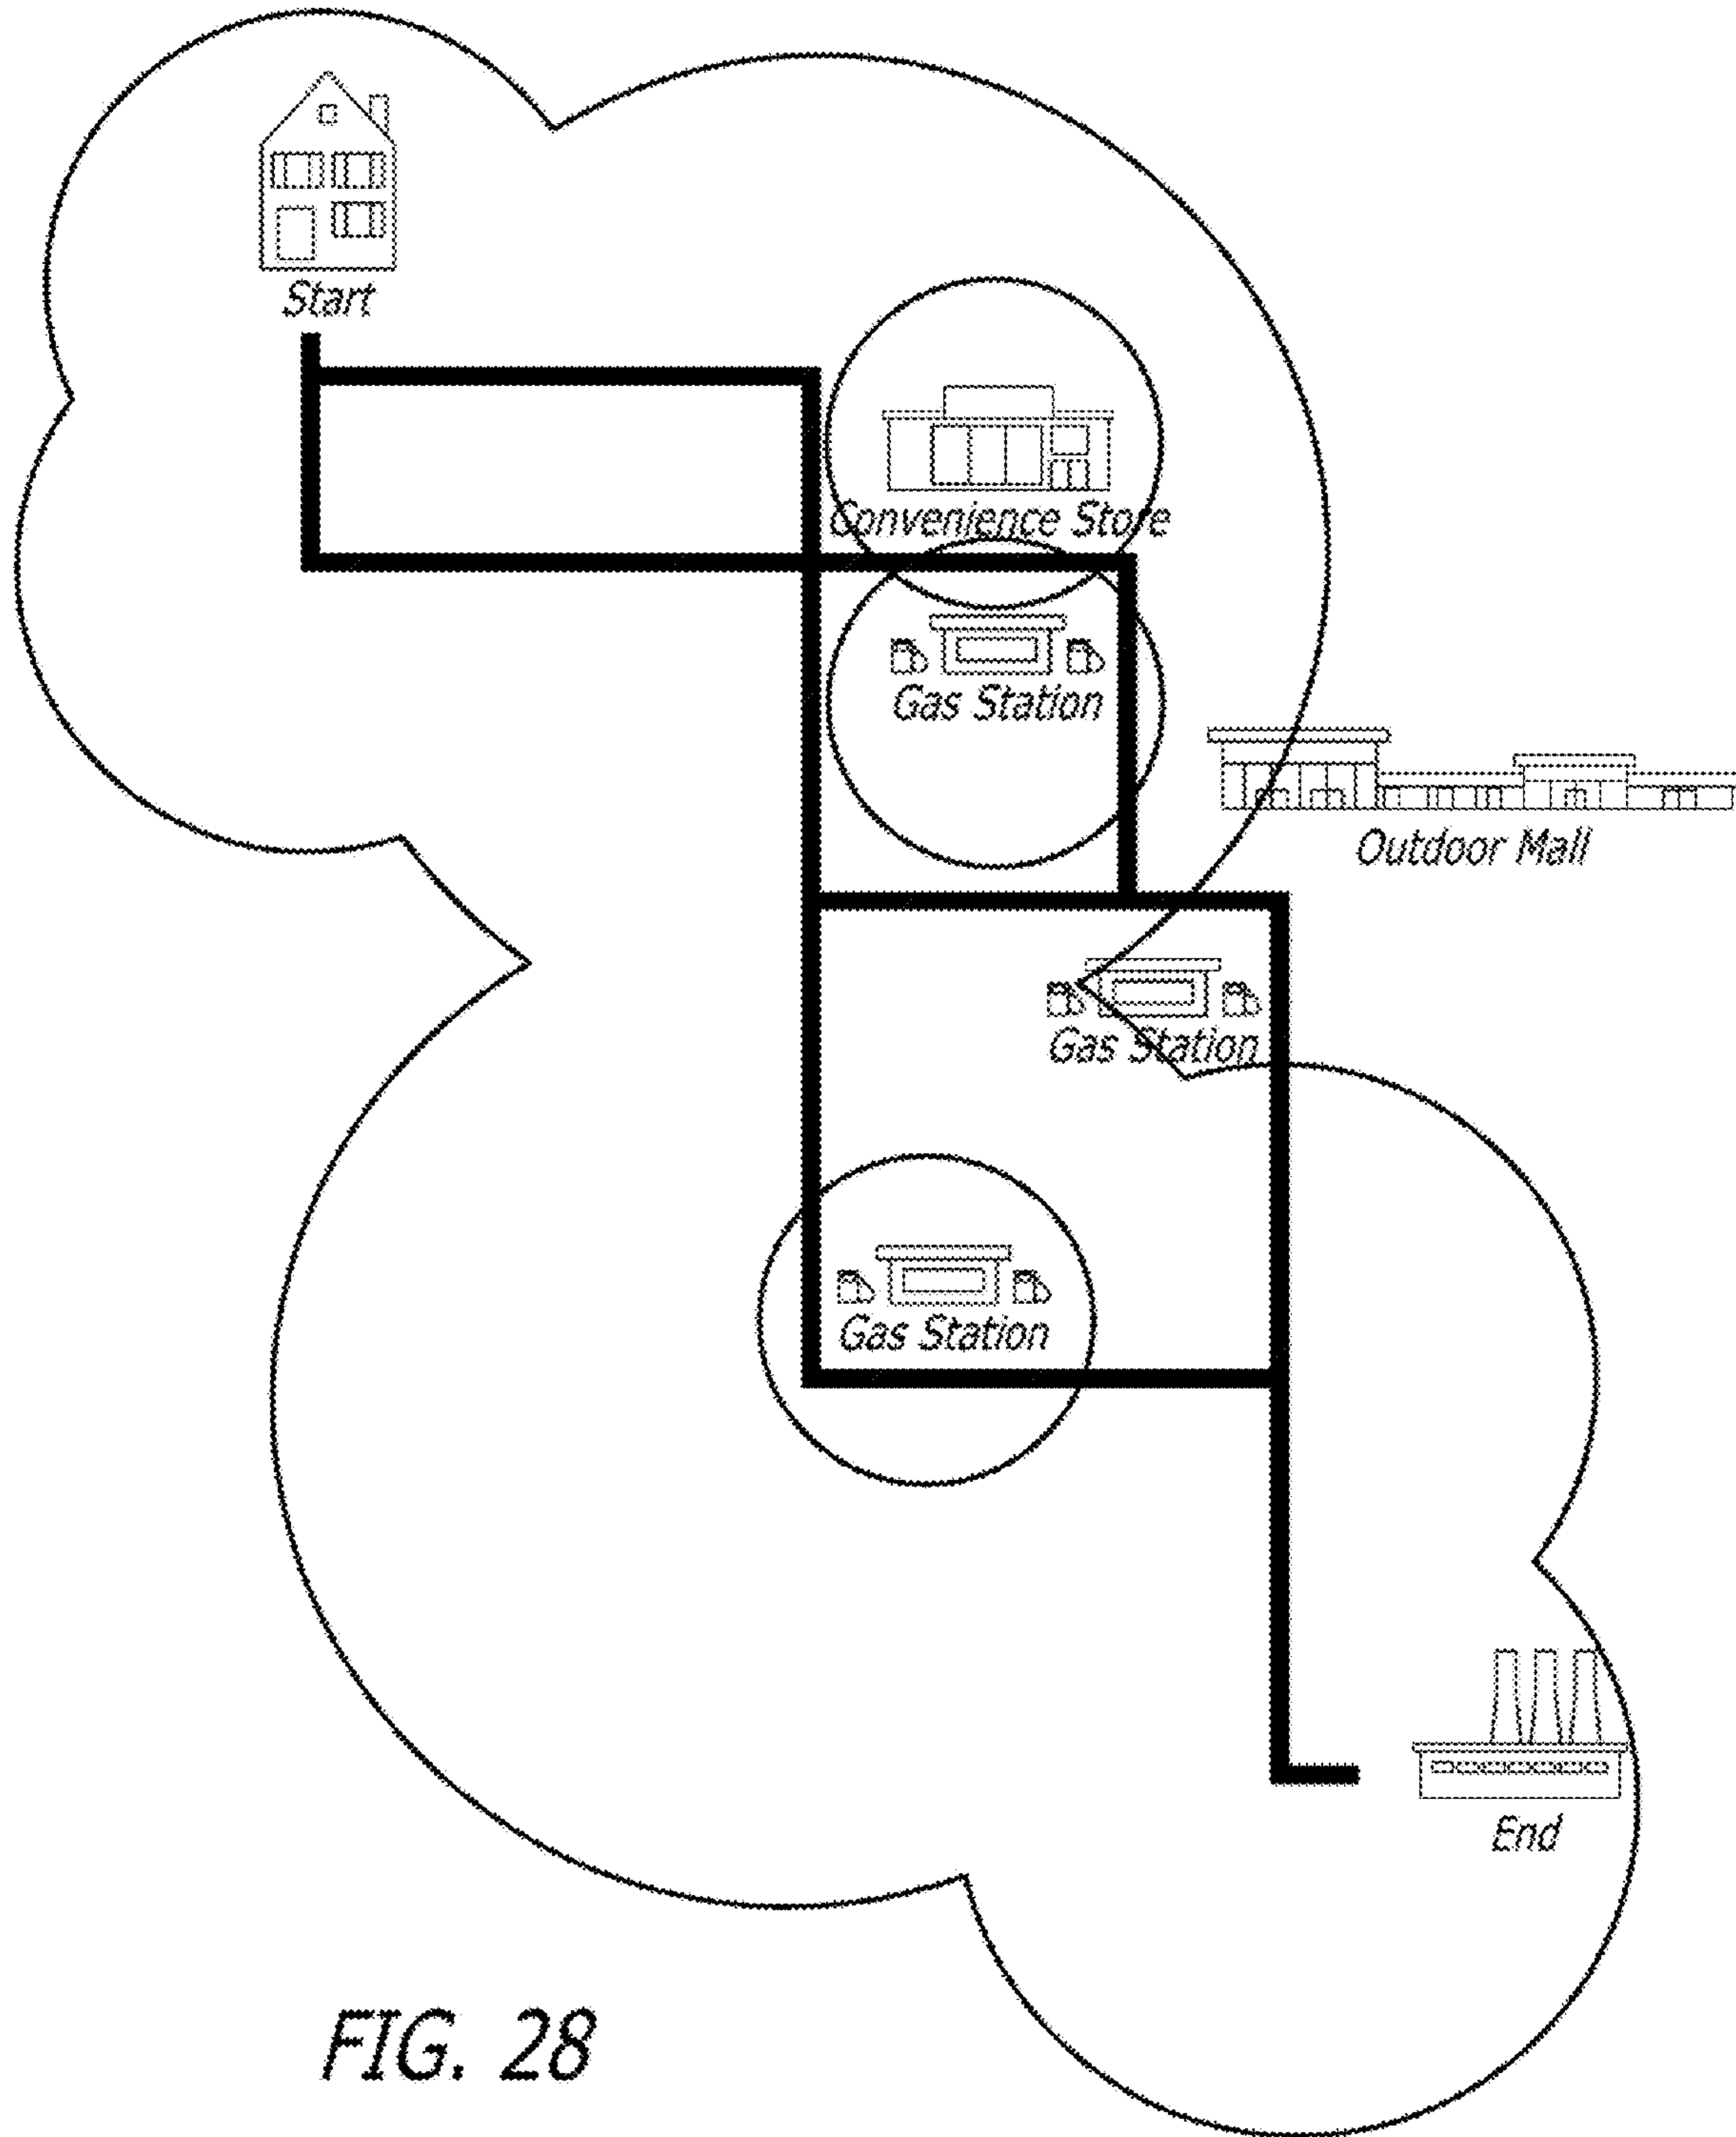 Start
Convenience Store
Gas Station
Outdoor Mall
Gas Station
Gas Station
End
FIG. 28